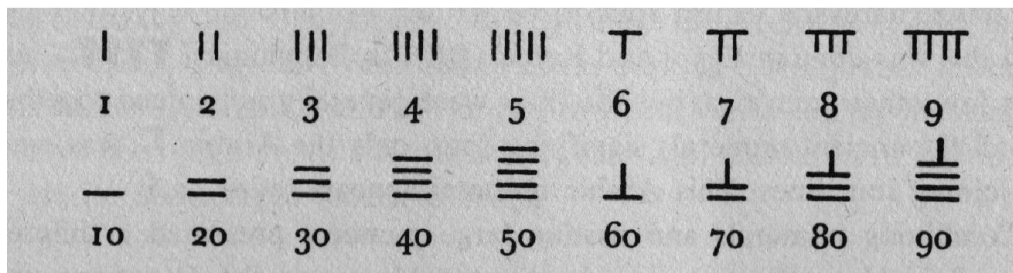 𝍩 𝍪 𝍫 𝍬 𝍭 𝍮 𝍯 𝍰 𝍱
1 2 3 4 5 6 7 8 9
𝍠 𝍡 𝍢 𝍣 𝍤 𝍥 𝍦 𝍧 𝍨
10 20 30 40 50 60 70 80 90